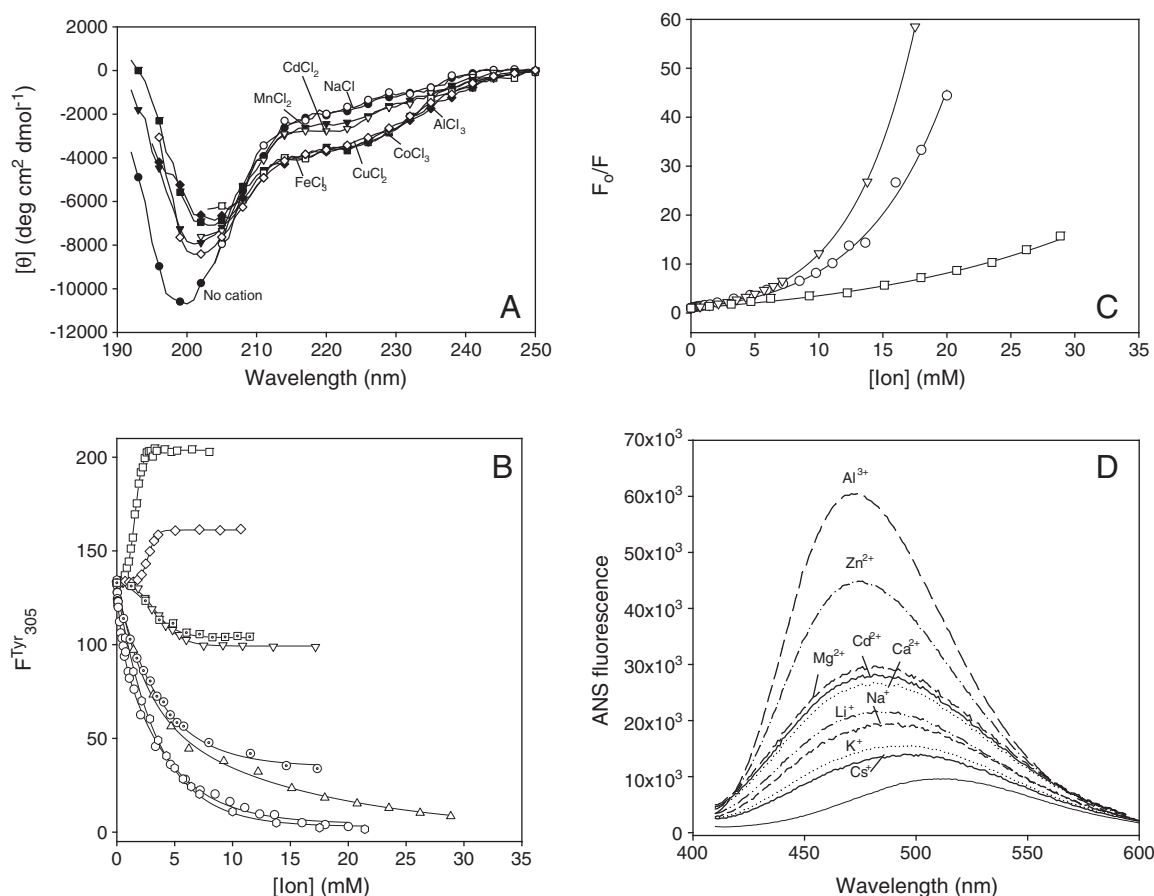 2000
0
-2000
-4000
-6000
-8000
-10000
-12000
[θ] (deg cm² dmol⁻¹)
CdCl₂
MnCl₂
NaCl
AlCl₃
CoCl₃
CuCl₂
FeCl₃
No cation
A
190 200 210 220 230 240 250
Wavelength (nm)
60
50
40
30
20
10
0
Fₒ/F
C
0 5 10 15 20 25 30 35
[Ion] (mM)
200
150
100
50
0
F^Tyr₃₀₅
B
0 5 10 15 20 25 30 35
[Ion] (mM)
70x10³
60x10³
50x10³
40x10³
30x10³
20x10³
10x10³
0
ANS fluorescence
D
Al³⁺
Zn²⁺
Cd²⁺
Ca²⁺
Mg²⁺
Na⁺
Li⁺
K⁺
Cs⁺
400 450 500 550 600
Wavelength (nm)